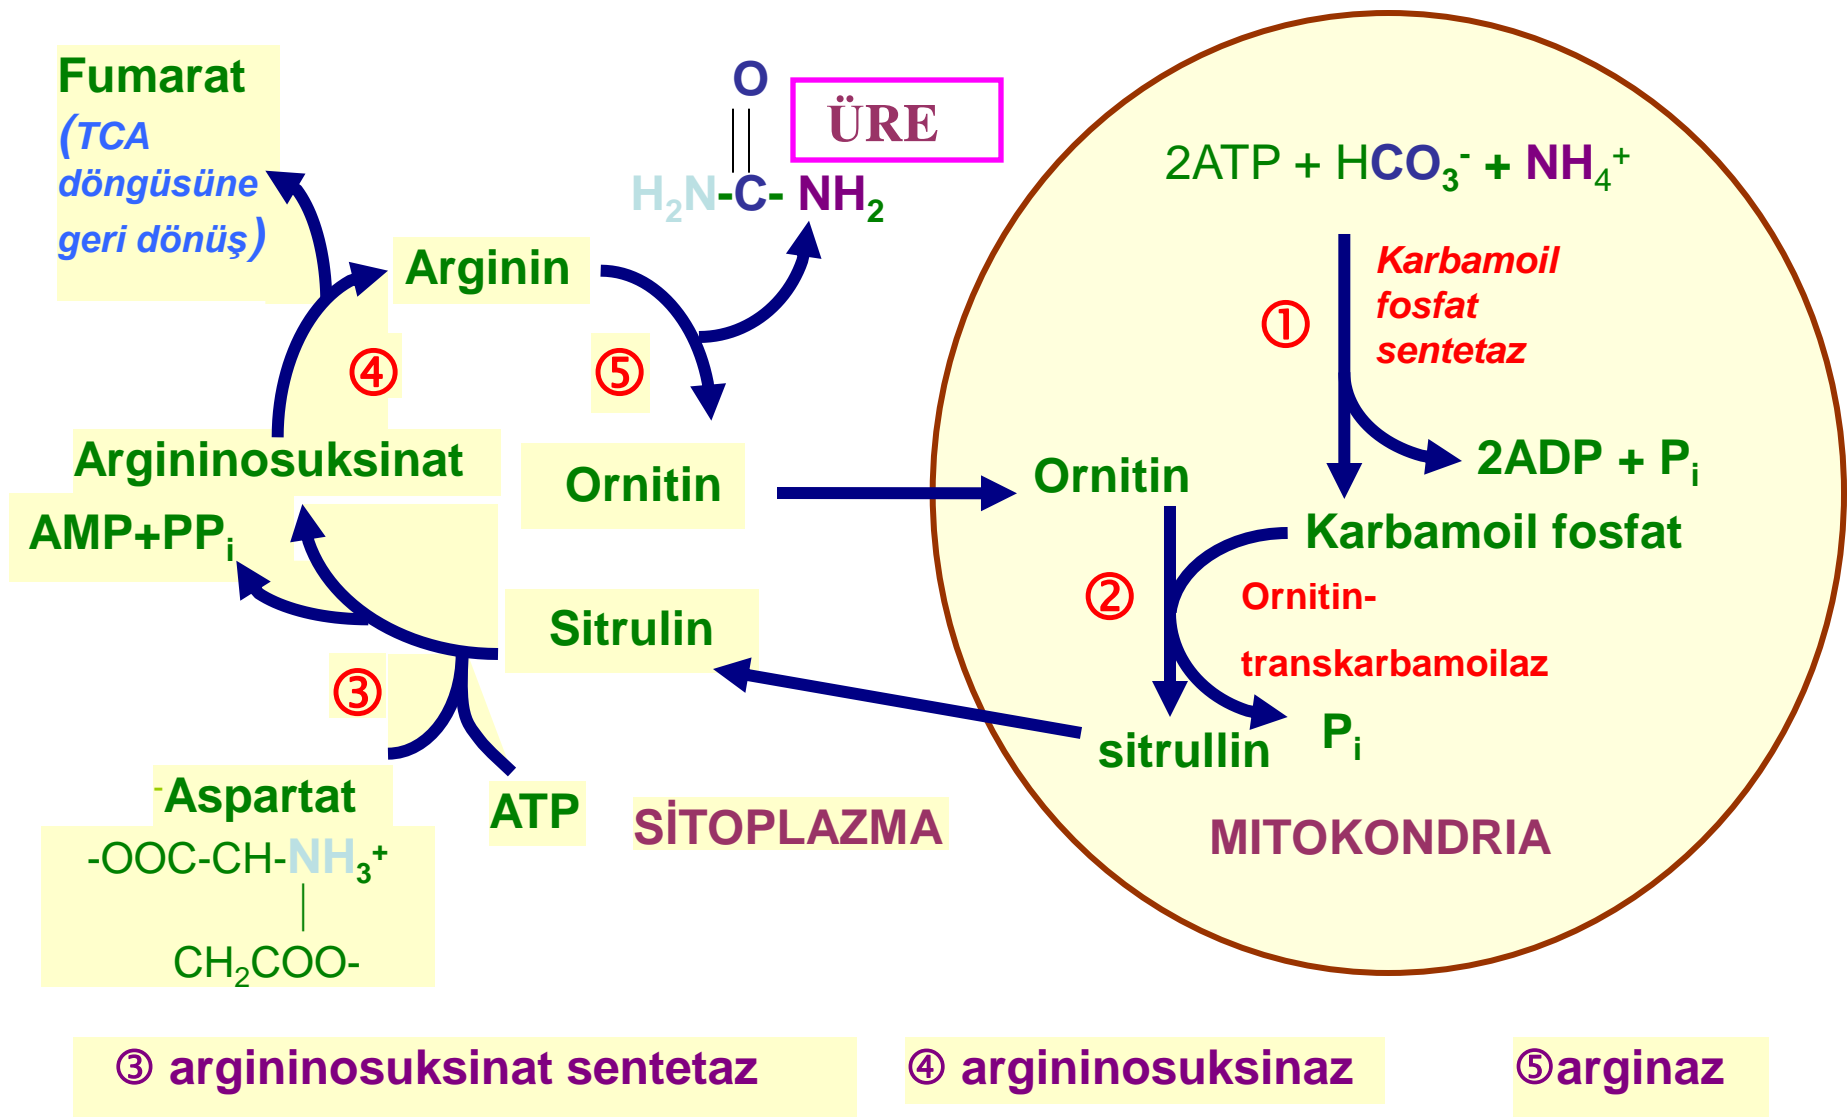 Fumarat
(TCA
döngüsüne
geri dönüş)
O
ÜRE
H₂N-C- NH₂
Arginin
④
⑤
Argininosuksinat
Ornitin
AMP+PPᵢ
Sitrulin
③
-Aspartat
ATP
-OOC-CH-NH₃⁺
CH₂COO-
SİTOPLAZMA
2ATP + HCO₃⁻ + NH₄⁺
①
Karbamoil
fosfat
sentetaz
2ADP + Pᵢ
Ornitin
Karbamoil fosfat
②
Ornitin-
transkarbamoilaz
Pᵢ
sitrullin
MITOKONDRIA
③ argininosuksinat sentetaz
④ argininosuksinaz
⑤arginaz